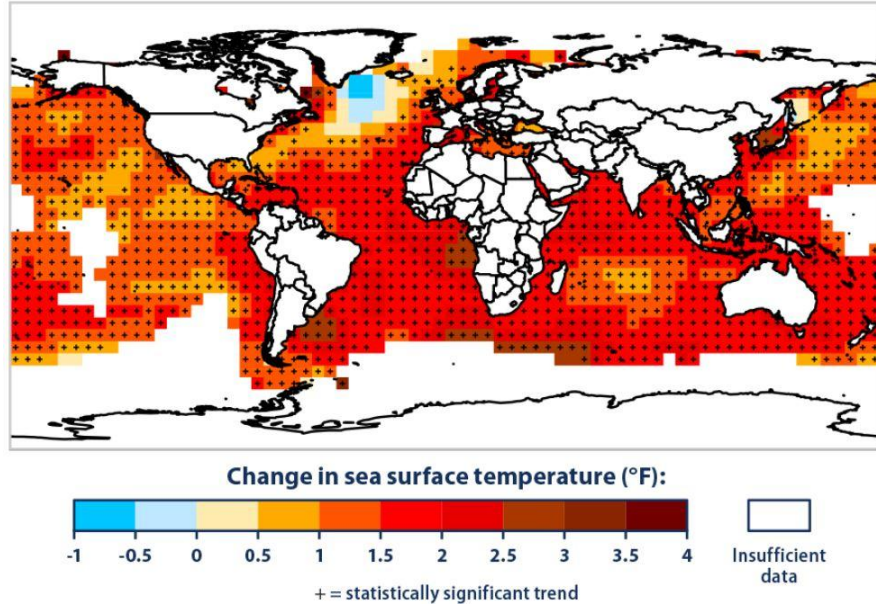 Change in sea surface temperature (°F):
-1 -0.5 0 0.5 1 1.5 2 2.5 3 3.5 4
Insufficient
data
+ = statistically significant trend